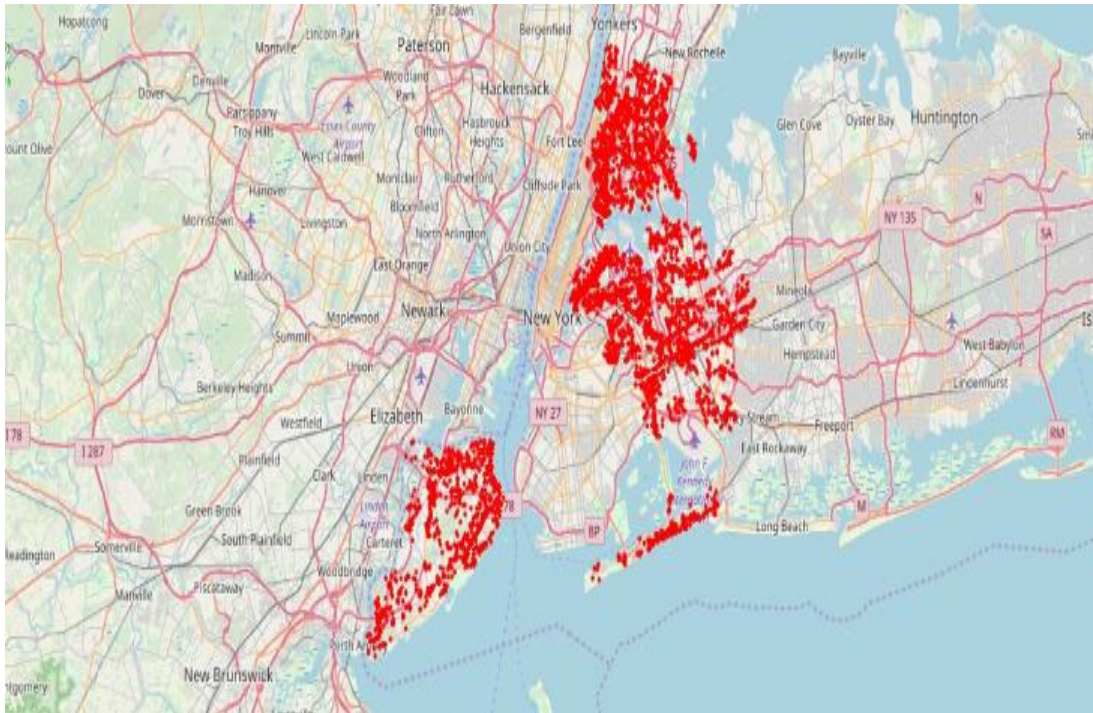 Hopatcong
Montville
Lincoln Park
Fair Lawn
Bergenfield
Yonkers
Bayville
Paterson
New Rochelle
Denville
Woodland
Park
Hackensack
Glen Cove
Oyster Bay
Huntington
Dover
Parsippany
Troy Hills
Essex County
Airport
Clifton
Hasbrouck
Heights
Fort Lee
ount Olive
West Caldwell
Hanover
Montclair
Rutherford
Cliffside Park
N
Morristown
Livingston
Bloomfield
NY 135
SA
North Arlington
Union City
Madison
East Orange
Mineola
Newark
New York
Maplewood
Summit
Garden City
Union
Hempstead
West Babylon
Berkeley Heights
Lindenhurst
Elizabeth
Bayonne
NY 27
Freeport
Westfield
I 78
I 287
East Rockaway
RM
Plainfield
Clark
Linden
John F
78
M
Green Brook
Linden
Airport
BP
Long Beach
Somerville
South Plainfield
Carteret
Readington
Woodbridge
Manville
Piscataway
New Brunswick